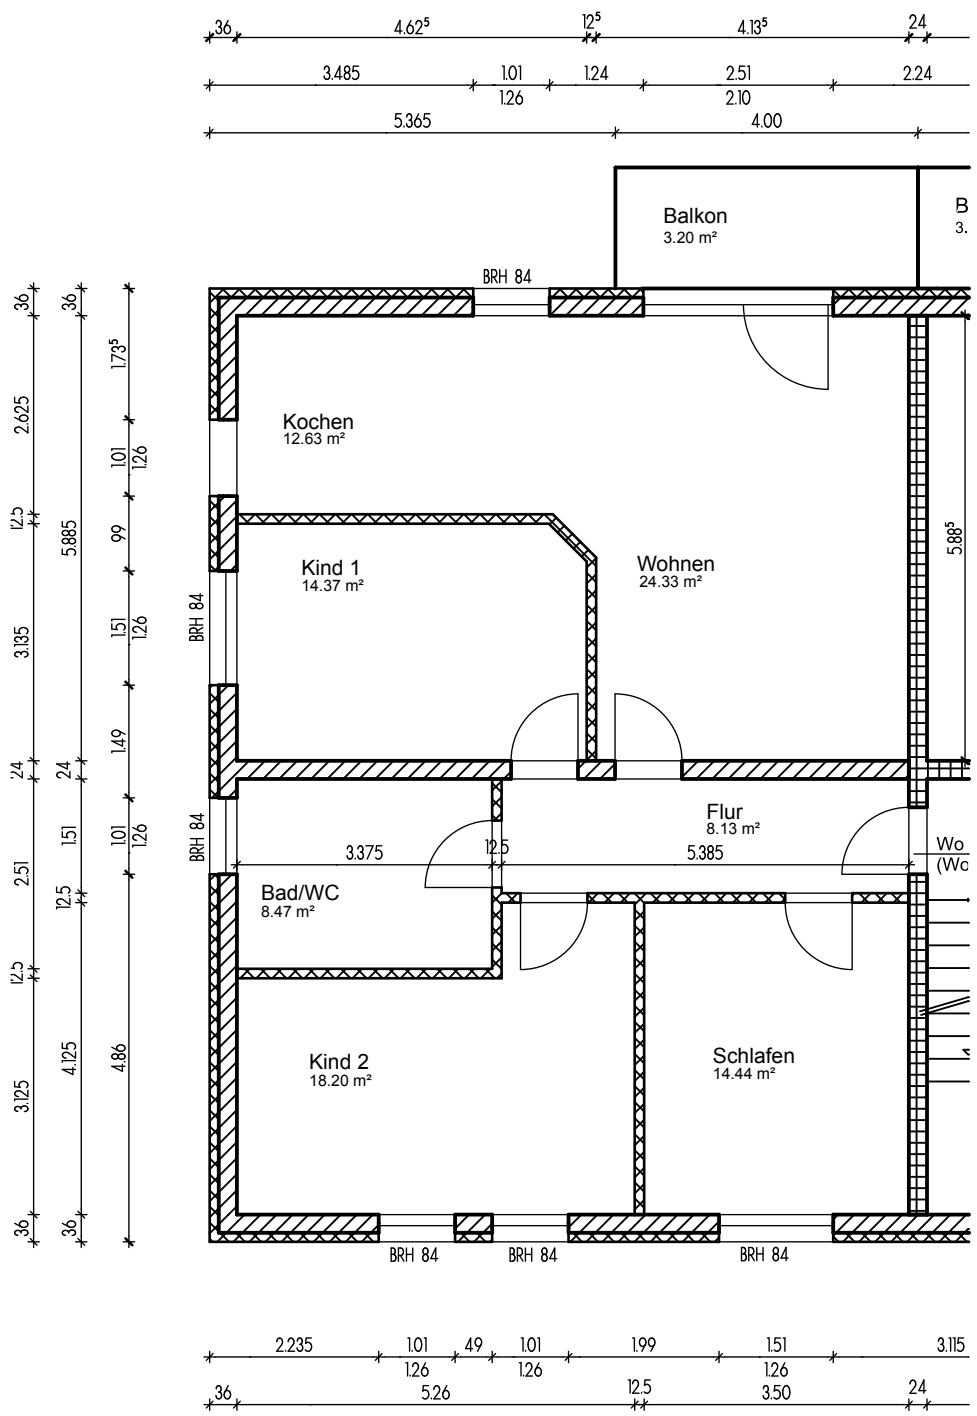 36 4.62⁵ 12⁵ 4.13⁵ 24
3.485 1.01 1.24 2.51 2.24
1.26 2.10
5.365 4.00
Balkon
3.20 m²
B
3.
BRH 84
36 2.625 12.5 3.135 24 2.51 12.5 3.125 36
36 5.885 24 1.51 12.5 4.125 36
1.73⁵ 1.01 99 1.51 1.49 1.01 4.86
1.26 1.26 1.26
Kochen
12.63 m²
5.88⁵
Kind 1
14.37 m²
Wohnen
24.33 m²
BRH 84
Flur
8.13 m²
BRH 84
3.375 12.5 5.385
Wo
(Wo
Bad/WC
8.47 m²
Kind 2
18.20 m²
Schlafen
14.44 m²
BRH 84 BRH 84 BRH 84
2.235 1.01 49 1.01 1.99 1.51 3.115
1.26 1.26 1.26
36 5.26 12.5 3.50 24